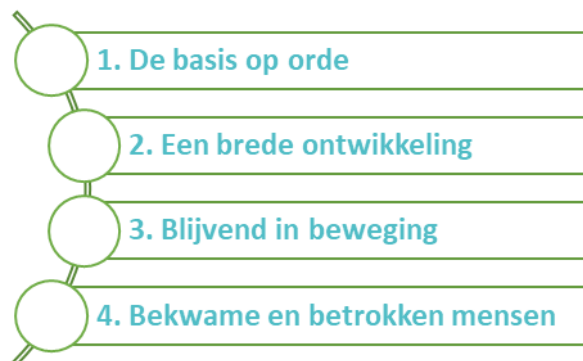 1. De basis op orde
2. Een brede ontwikkeling
3. Blijvend in beweging
4. Bekwame en betrokken mensen